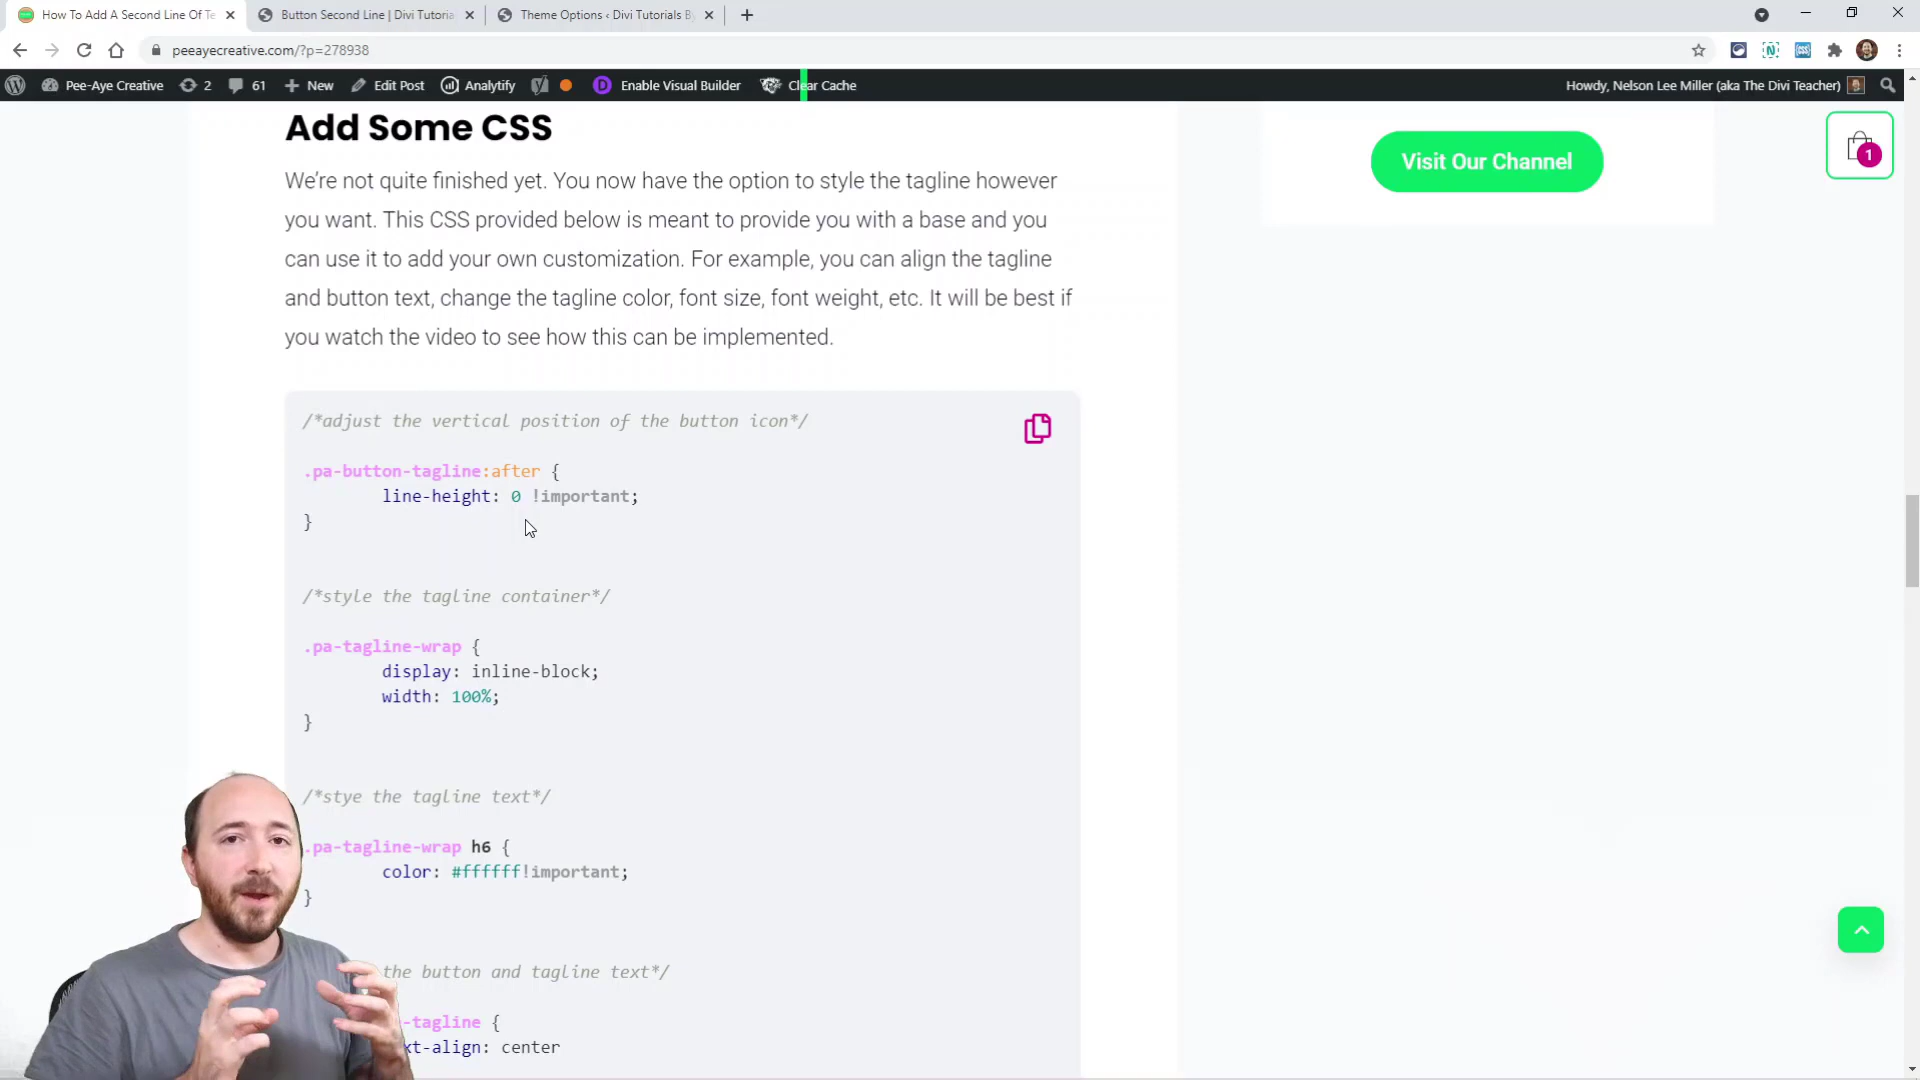 How To Add A Second Line Of Te
Button Second Line | Divi Tutoria
Theme Options ‹ Divi Tutorials B
peeayecreative.com/?p=278938
Pee-Aye Creative
2
61
New
Edit Post
Analytify
Enable Visual Builder
Clear Cache
Howdy, Nelson Lee Miller (aka The Divi Teacher)
Add Some CSS
We’re not quite finished yet. You now have the option to style the tagline however
you want. This CSS provided below is meant to provide you with a base and you
can use it to add your own customization. For example, you can align the tagline
and button text, change the tagline color, font size, font weight, etc. It will be best if
you watch the video to see how this can be implemented.
Visit Our Channel
1
/*adjust the vertical position of the button icon*/
.pa-button-tagline:after {
line-height: 0 !important;
}
/*style the tagline container*/
.pa-tagline-wrap {
display: inline-block;
width: 100%;
}
/*stye the tagline text*/
.pa-tagline-wrap h6 {
color: #ffffff!important;
}
the button and tagline text*/
-tagline {
xt-align: center